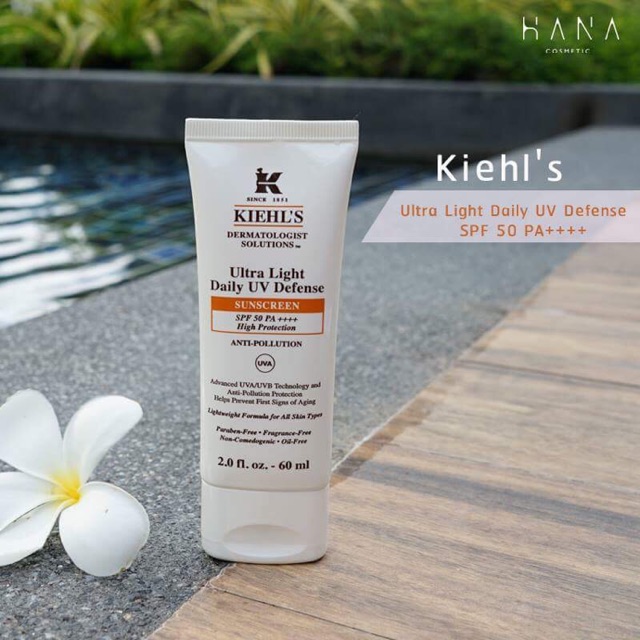 HANA
COSMETIC
Kiehl's
Ultra Light Daily UV Defense
SPF 50 PA++++
K
SINCE 1851
KIEHL'S
DERMATOLOGIST
SOLUTIONS™
Ultra Light
Daily UV Defense
SUNSCREEN
SPF 50 PA ++++
High Protection
ANTI-POLLUTION
UVA
Advanced UVA/UVB Technology and
Anti-Pollution Protection
Helps Prevent First Signs of Aging
Lightweight Formula for All Skin Types
Paraben-Free • Fragrance-Free
Non-Comedogenic • Oil-Free
2.0 fl. oz. - 60 ml